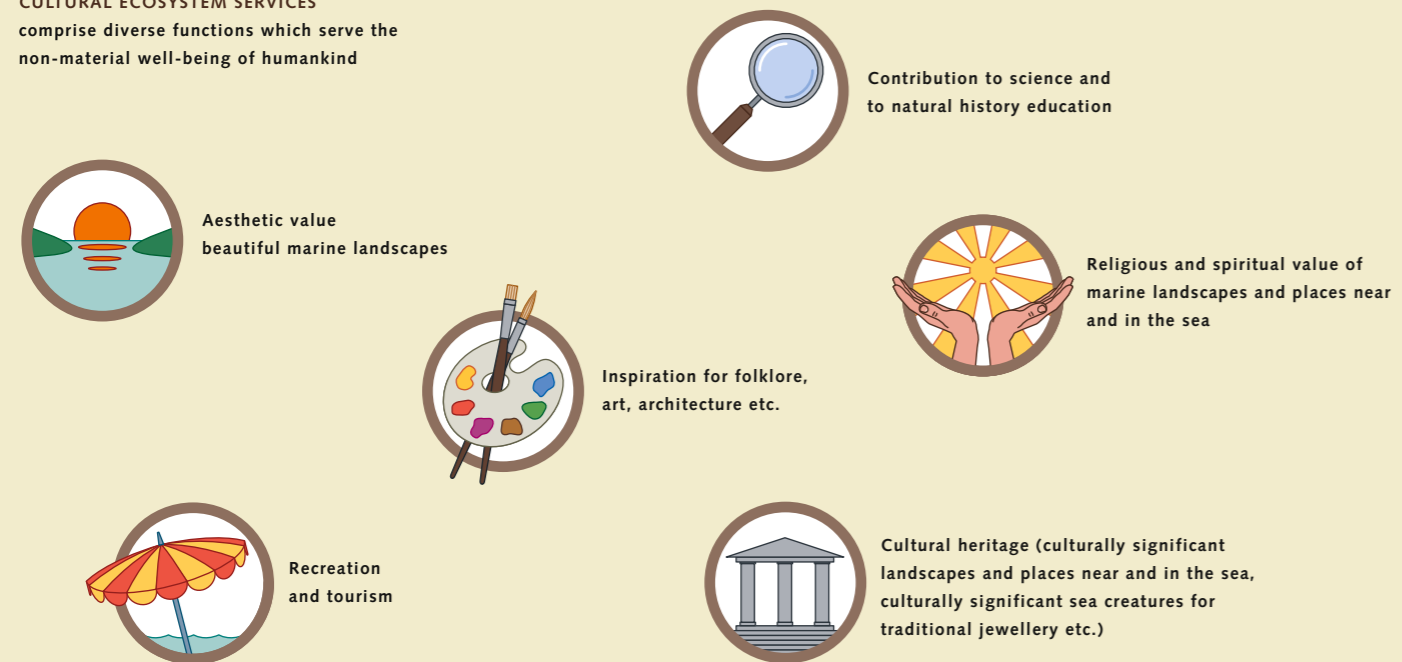 CULTURAL ECOSYSTEM SERVICES
comprise diverse functions which serve the
non-material well-being of humankind
Contribution to science and
to natural history education
Aesthetic value
beautiful marine landscapes
Religious and spiritual value of
marine landscapes and places near
and in the sea
Inspiration for folklore,
art, architecture etc.
Recreation
and tourism
Cultural heritage (culturally significant
landscapes and places near and in the sea,
culturally significant sea creatures for
traditional jewellery etc.)